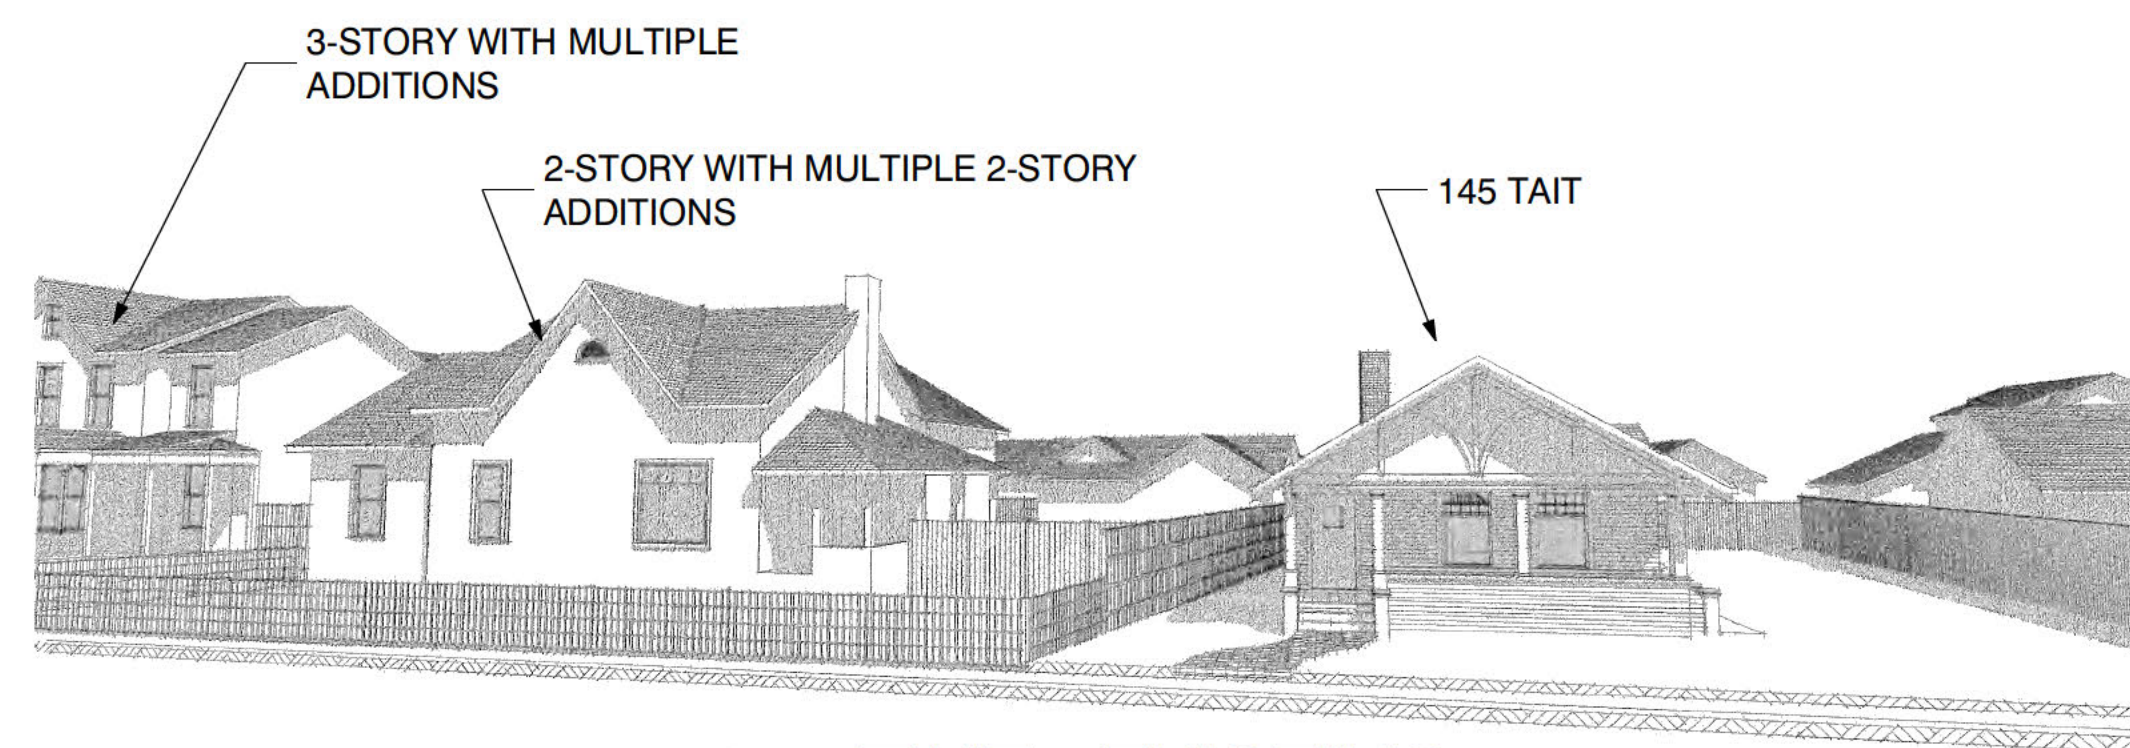 3-STORY WITH MULTIPLE
ADDITIONS
2-STORY WITH MULTIPLE 2-STORY
ADDITIONS
145 TAIT